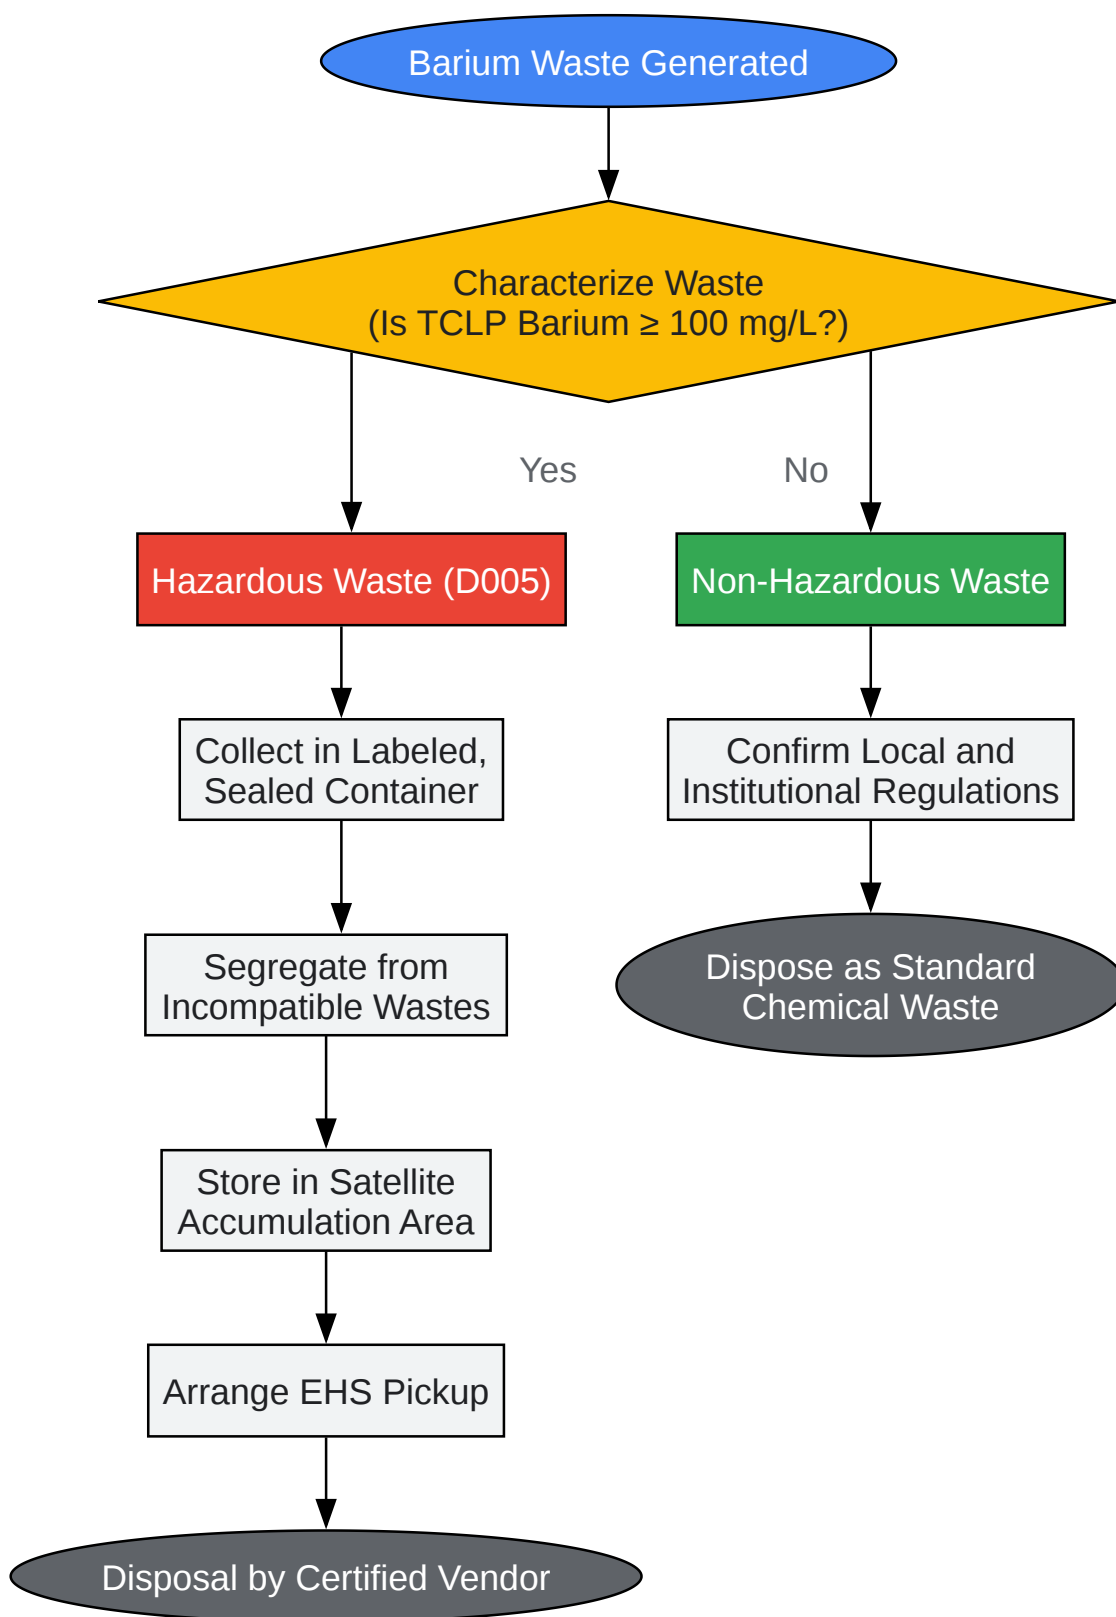 Barium Waste Generated
Characterize Waste
(Is TCLP Barium ≥ 100 mg/L?)
Yes
No
Hazardous Waste (D005)
Non-Hazardous Waste
Collect in Labeled,
Sealed Container
Confirm Local and
Institutional Regulations
Segregate from
Incompatible Wastes
Dispose as Standard
Chemical Waste
Store in Satellite
Accumulation Area
Arrange EHS Pickup
Disposal by Certified Vendor